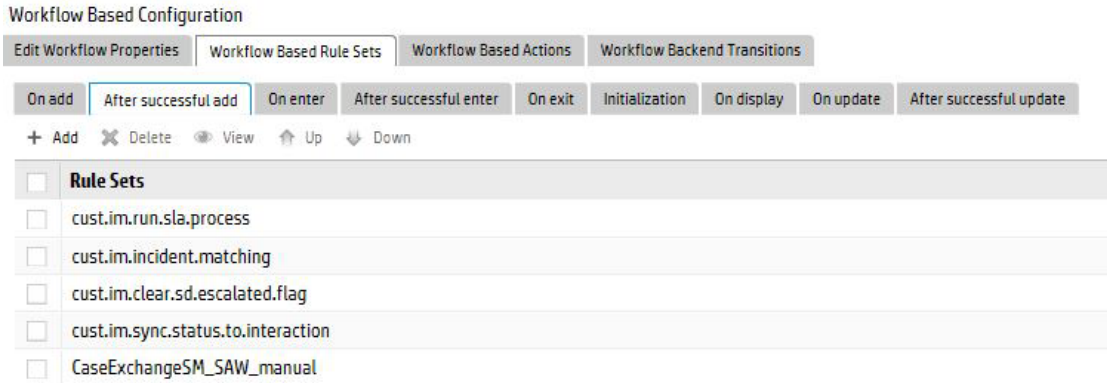 Workflow Based Configuration
Edit Workflow Properties Workflow Based Rule Sets Workflow Based Actions Workflow Backend Transitions
On add After successful add On enter After successful enter On exit Initialization On display On update After successful update
Add Delete View Up Down
Rule Sets
cust.im.run.sla.process
cust.im.incident.matching
cust.im.clear.sd.escalated.flag
cust.im.sync.status.to.interaction
CaseExchangeSM_SAW_manual